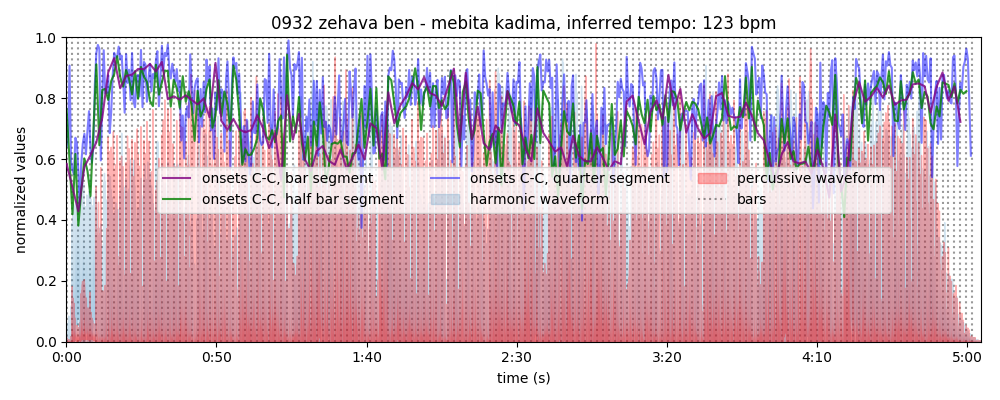 0932 zehava ben - mebita kadima, inferred tempo: 123 bpm
1.0
0.8
0.6
0.4
0.2
0.0
normalized values
onsets C-C, bar segment
onsets C-C, half bar segment
onsets C-C, quarter segment
harmonic waveform
percussive waveform
bars
0:00 0:50 1:40 2:30 3:20 4:10 5:00
time (s)